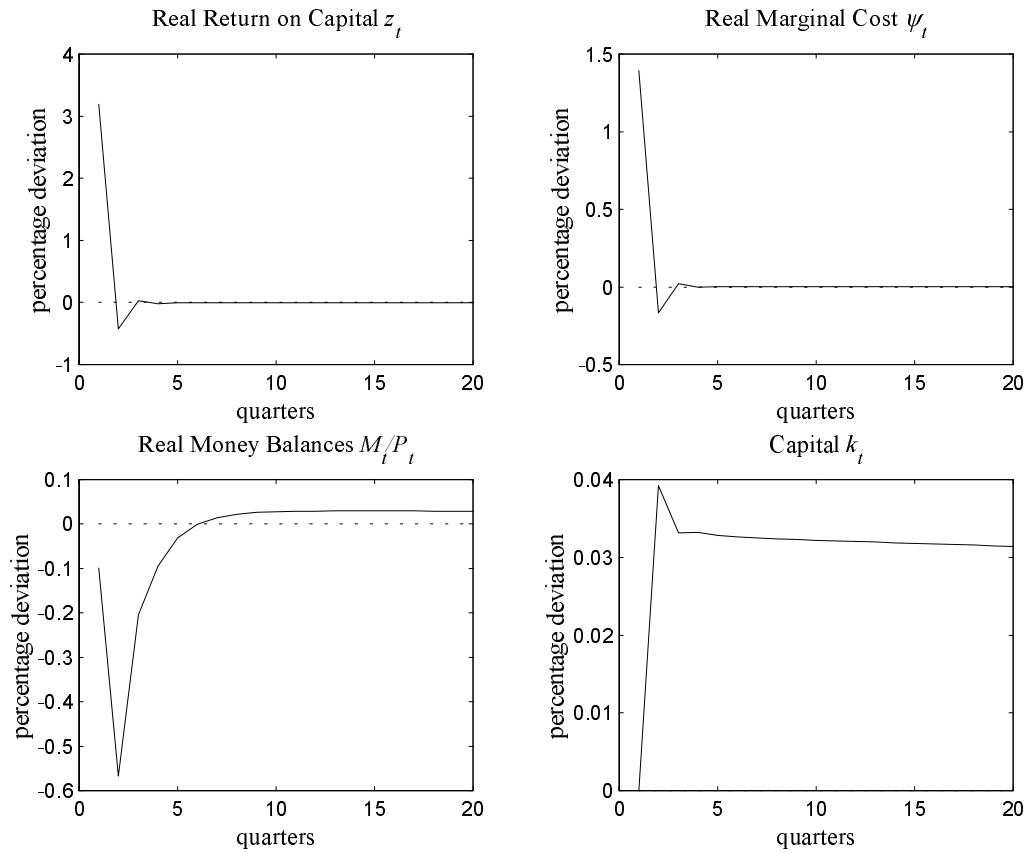 Real Return on Capital z_t
4
3
2
1
0
-1
percentage deviation
0 5 10 15 20
quarters
Real Marginal Cost ψ_t
1.5
1
0.5
0
-0.5
percentage deviation
0 5 10 15 20
quarters
Real Money Balances M_t/P_t
0.1
0
-0.1
-0.2
-0.3
-0.4
-0.5
-0.6
percentage deviation
0 5 10 15 20
quarters
Capital k_t
0.04
0.03
0.02
0.01
0
percentage deviation
0 5 10 15 20
quarters